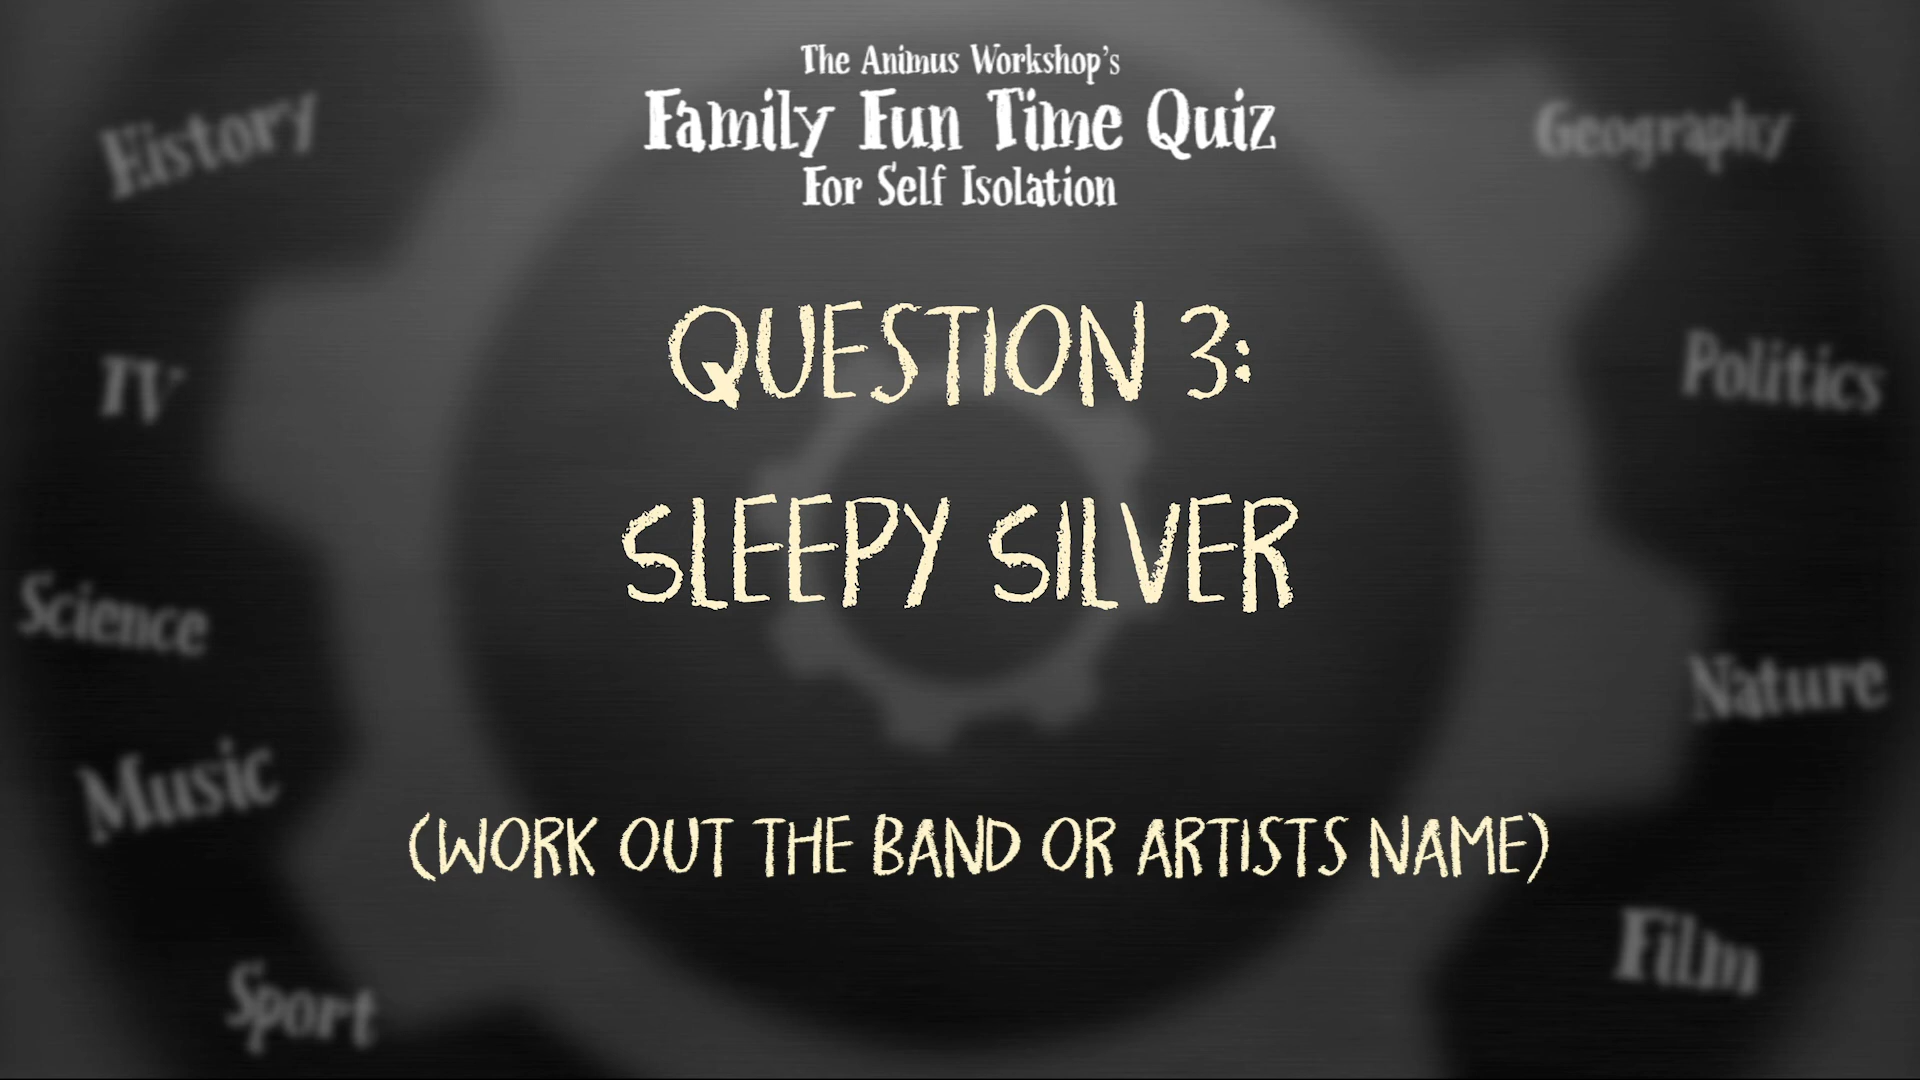 The Animus Workshop's
Family Fun Time Quiz
For Self Isolation
History
Geography
QUESTION 3:
TV
Politics
SLEEPY SILVER
Science
Nature
Music
(WORK OUT THE BAND OR ARTISTS NAME)
Film
Sport